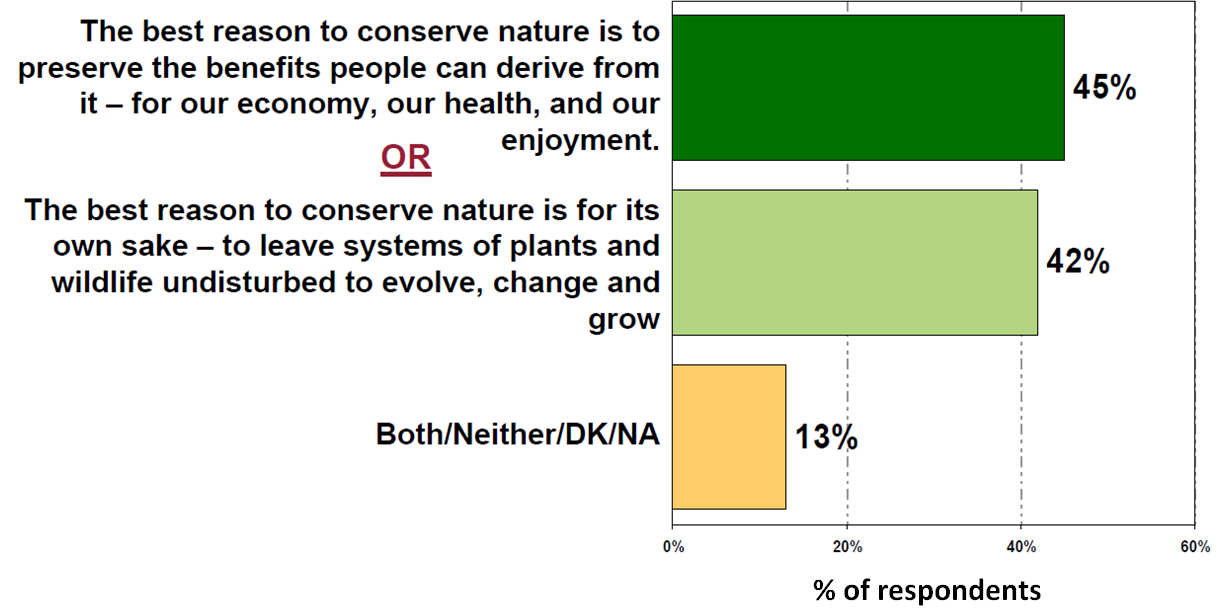 The best reason to conserve nature is to
preserve the benefits people can derive from
it – for our economy, our health, and our
enjoyment.
45%
OR
The best reason to conserve nature is for its
own sake – to leave systems of plants and
wildlife undisturbed to evolve, change and
grow
42%
Both/Neither/DK/NA
13%
0%
20%
40%
60%
% of respondents